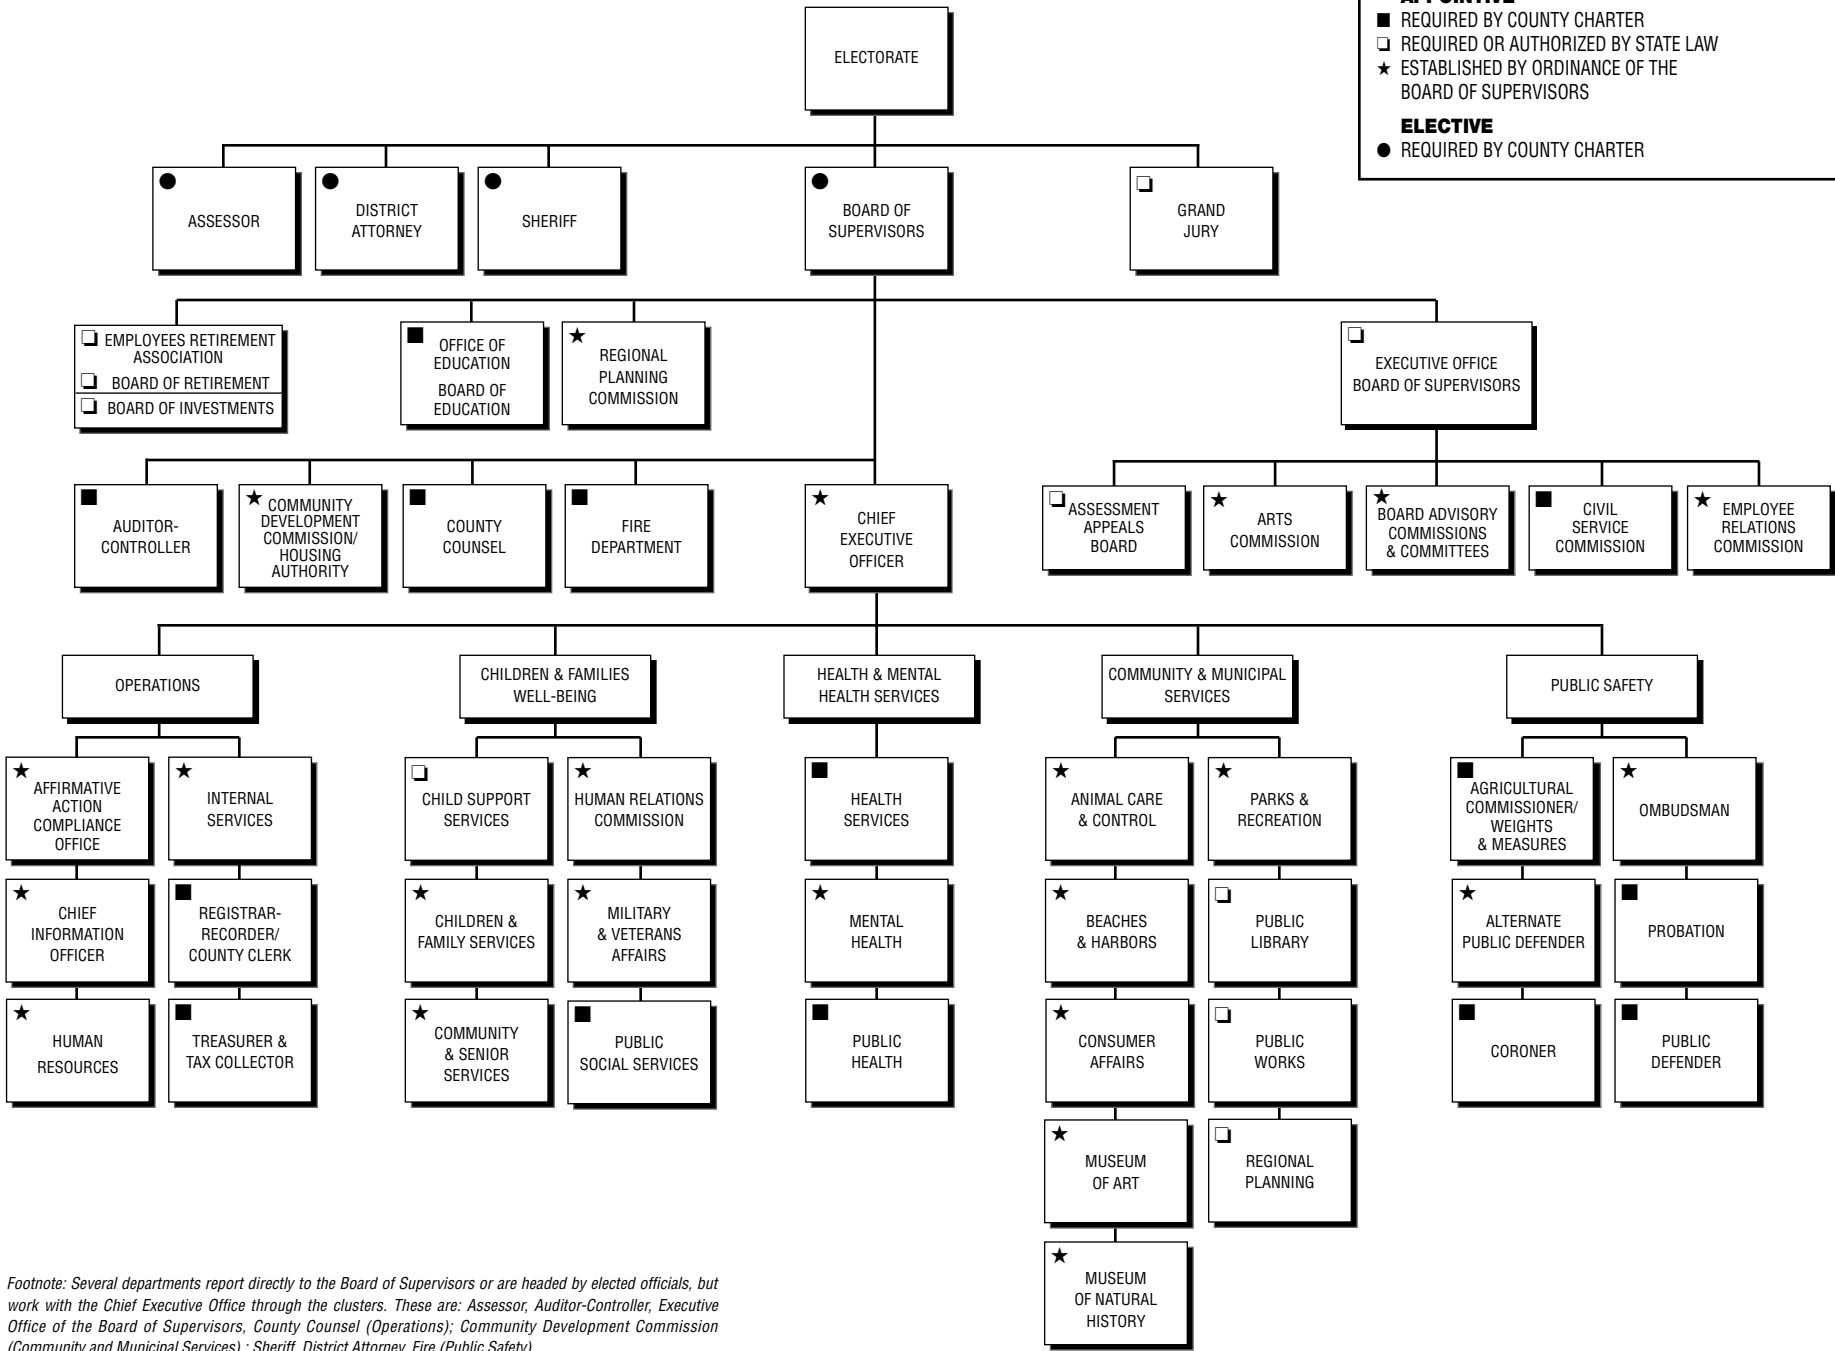 APPOINTIVE
■ REQUIRED BY COUNTY CHARTER
❏ REQUIRED OR AUTHORIZED BY STATE LAW
★ ESTABLISHED BY ORDINANCE OF THE
BOARD OF SUPERVISORS
ELECTIVE
● REQUIRED BY COUNTY CHARTER
ELECTORATE
ASSESSOR
DISTRICT
ATTORNEY
SHERIFF
BOARD OF
SUPERVISORS
GRAND
JURY
EMPLOYEES RETIREMENT
ASSOCIATION
BOARD OF RETIREMENT
BOARD OF INVESTMENTS
OFFICE OF
EDUCATION
BOARD OF
EDUCATION
REGIONAL
PLANNING
COMMISSION
EXECUTIVE OFFICE
BOARD OF SUPERVISORS
AUDITOR-
CONTROLLER
COMMUNITY
DEVELOPMENT
COMMISSION/
HOUSING
AUTHORITY
COUNTY
COUNSEL
FIRE
DEPARTMENT
CHIEF
EXECUTIVE
OFFICER
ASSESSMENT
APPEALS
BOARD
ARTS
COMMISSION
BOARD ADVISORY
COMMISSIONS
& COMMITTEES
CIVIL
SERVICE
COMMISSION
EMPLOYEE
RELATIONS
COMMISSION
OPERATIONS
CHILDREN & FAMILIES
WELL-BEING
HEALTH & MENTAL
HEALTH SERVICES
COMMUNITY & MUNICIPAL
SERVICES
PUBLIC SAFETY
AFFIRMATIVE
ACTION
COMPLIANCE
OFFICE
INTERNAL
SERVICES
CHILD SUPPORT
SERVICES
HUMAN RELATIONS
COMMISSION
HEALTH
SERVICES
ANIMAL CARE
& CONTROL
PARKS &
RECREATION
AGRICULTURAL
COMMISSIONER/
WEIGHTS
& MEASURES
OMBUDSMAN
CHIEF
INFORMATION
OFFICER
REGISTRAR-
RECORDER/
COUNTY CLERK
CHILDREN &
FAMILY SERVICES
MILITARY
& VETERANS
AFFAIRS
MENTAL
HEALTH
BEACHES
& HARBORS
PUBLIC
LIBRARY
ALTERNATE
PUBLIC DEFENDER
PROBATION
HUMAN
RESOURCES
TREASURER &
TAX COLLECTOR
COMMUNITY
& SENIOR
SERVICES
PUBLIC
SOCIAL SERVICES
PUBLIC
HEALTH
CONSUMER
AFFAIRS
PUBLIC
WORKS
CORONER
PUBLIC
DEFENDER
MUSEUM
OF ART
REGIONAL
PLANNING
MUSEUM
OF NATURAL
HISTORY
Footnote: Several departments report directly to the Board of Supervisors or are headed by elected officials, but
work with the Chief Executive Office through the clusters. These are: Assessor, Auditor-Controller, Executive
Office of the Board of Supervisors, County Counsel (Operations); Community Development Commission
(Community and Municipal Services) ; Sheriff, District Attorney, Fire (Public Safety)